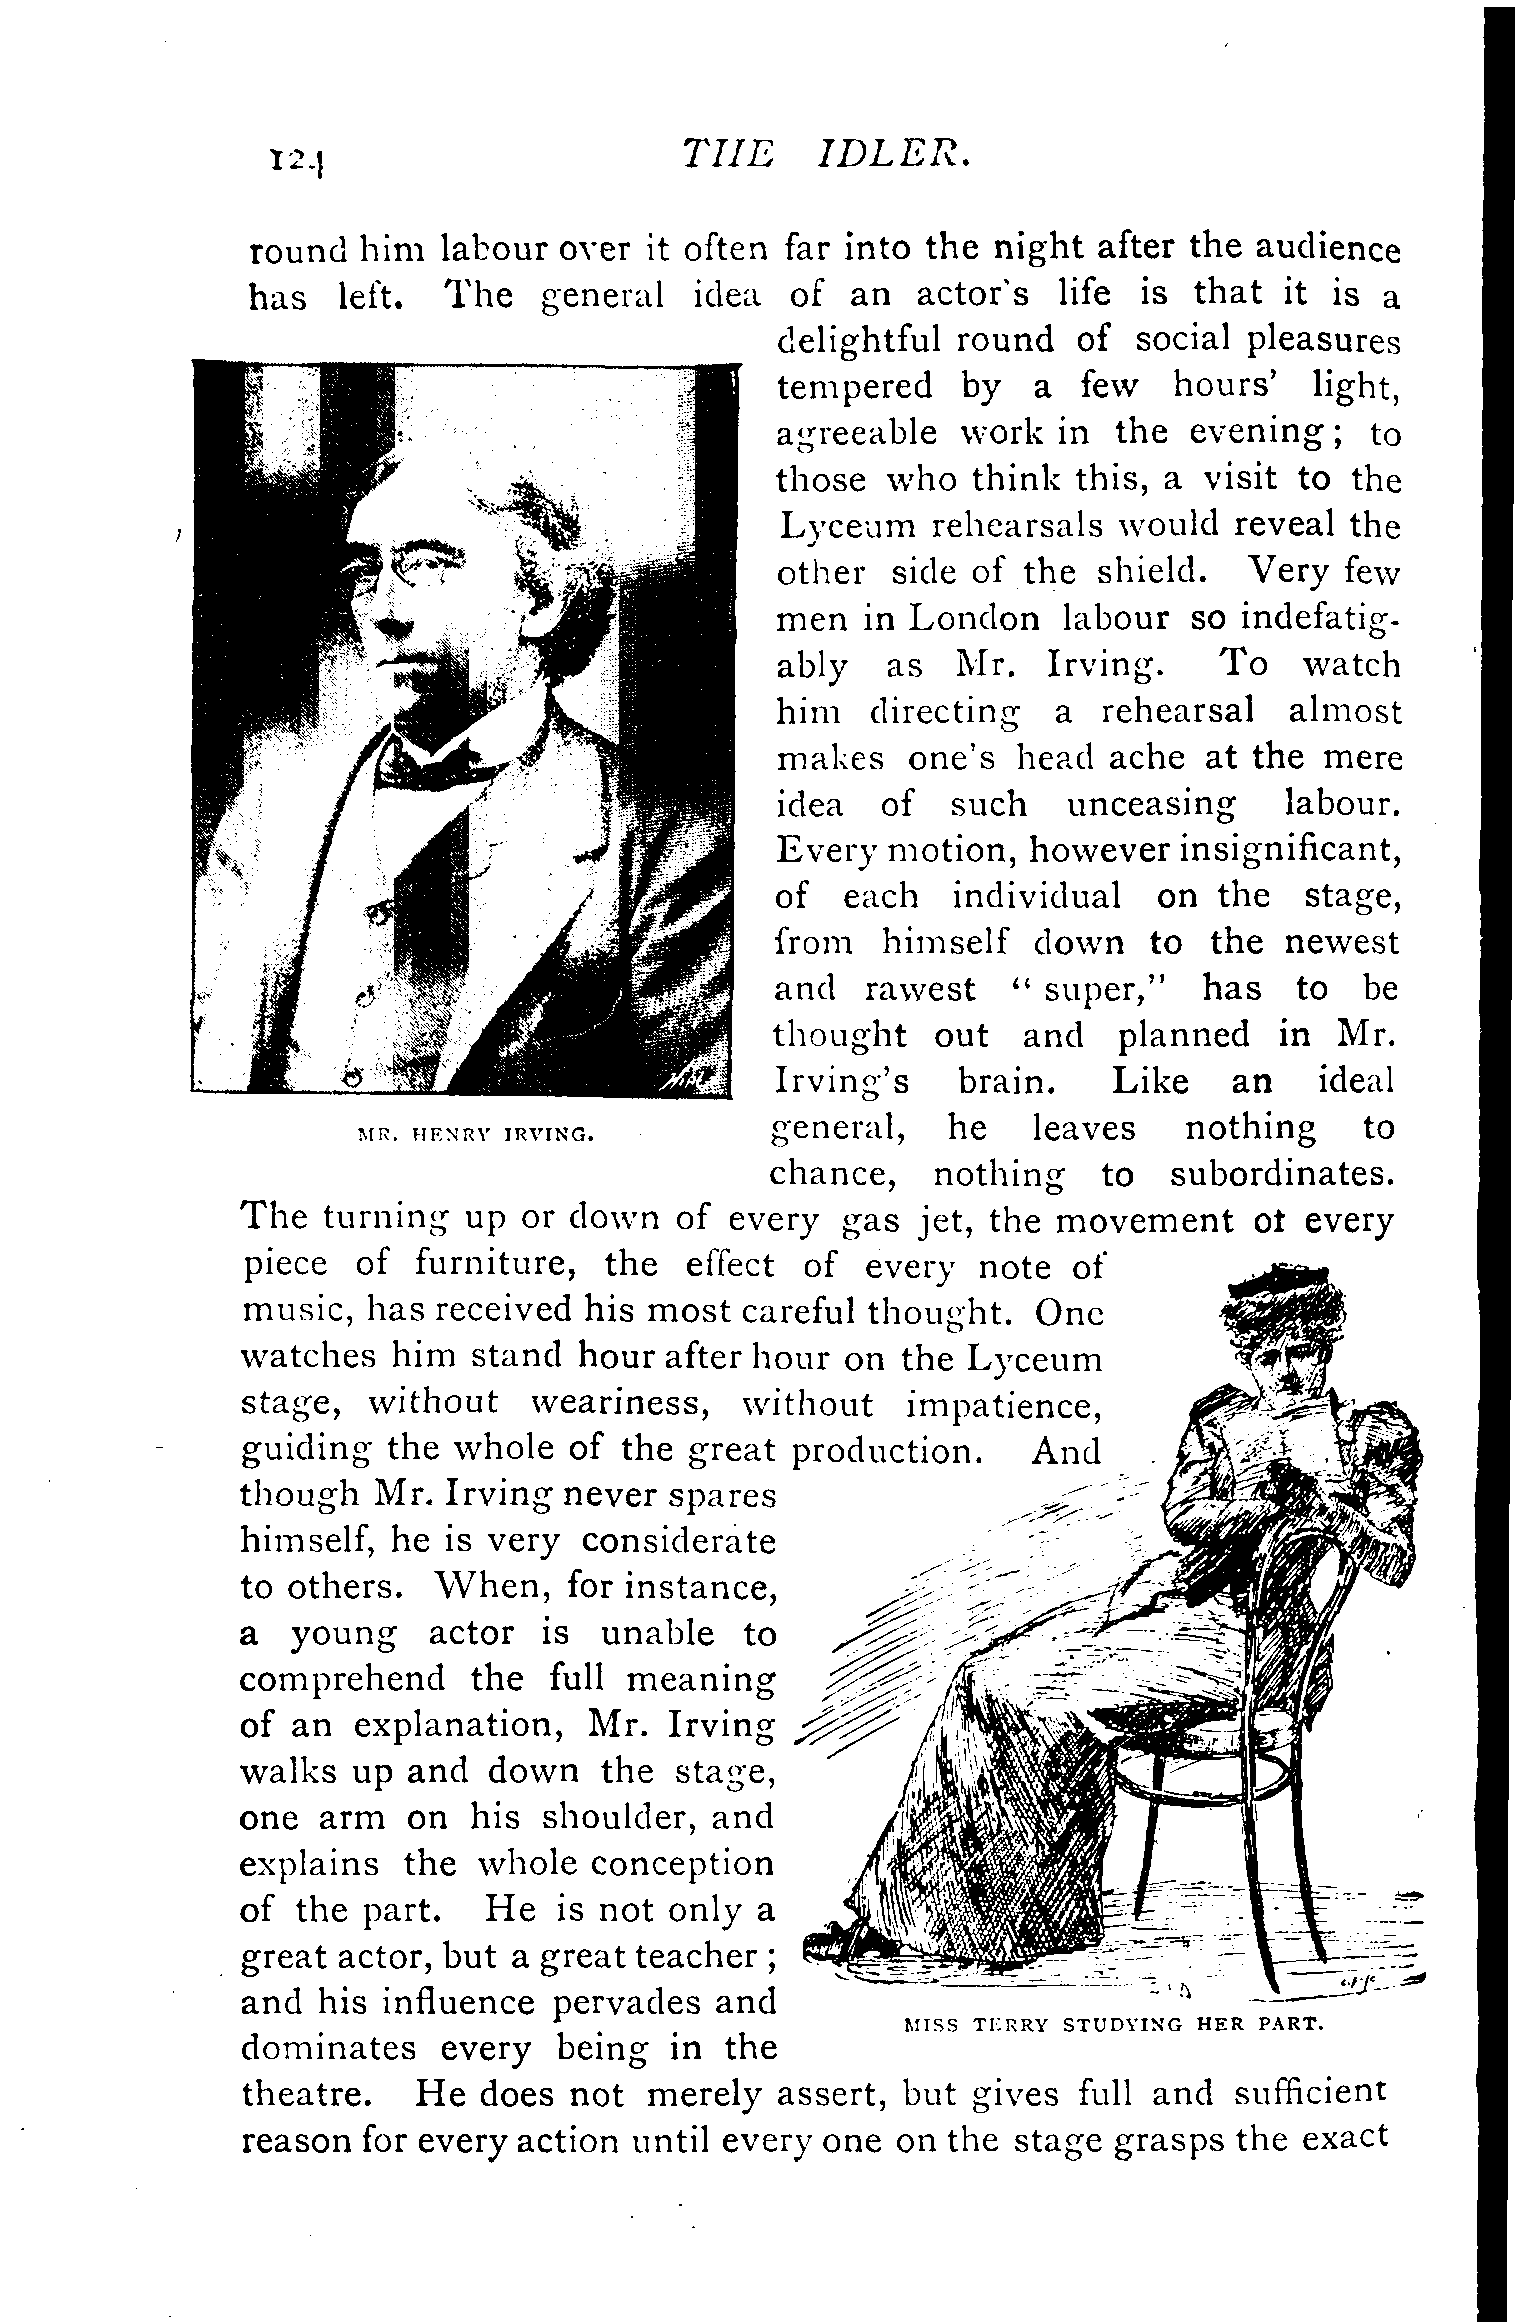 124
THE IDLER.
round him labour over it often far into the night after the audience
has left. The general idea of an actor's life is that it is a
delightful round of social pleasures
tempered by a few hours' light,
agreeable work in the evening; to
those who think this, a visit to the
Lyceum rehearsals would reveal the
other side of the shield. Very few
men in London labour so indefatig-
ably as Mr. Irving. To watch
him directing a rehearsal almost
makes one's head ache at the mere
idea of such unceasing labour.
Every motion, however insignificant,
of each individual on the stage,
from himself down to the newest
and rawest "super," has to be
thought out and planned in Mr.
Irving's brain. Like an ideal
general, he leaves nothing to
chance, nothing to subordinates.
MR. HENRY IRVING.
The turning up or down of every gas jet, the movement of every
piece of furniture, the effect of every note of
music, has received his most careful thought. One
watches him stand hour after hour on the Lyceum
stage, without weariness, without impatience,
guiding the whole of the great production. And
though Mr. Irving never spares
himself, he is very considerate
to others. When, for instance,
a young actor is unable to
comprehend the full meaning
of an explanation, Mr. Irving
walks up and down the stage,
one arm on his shoulder, and
explains the whole conception
of the part. He is not only a
great actor, but a great teacher;
and his influence pervades and
dominates every being in the
MISS TERRY STUDYING HER PART.
theatre. He does not merely assert, but gives full and sufficient
reason for every action until every one on the stage grasps the exact